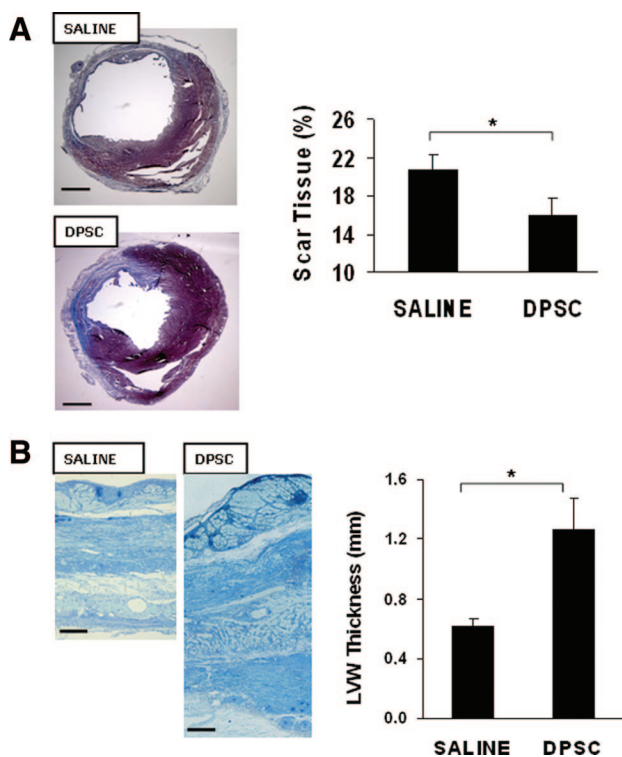 A
SALINE
DPSC
Scar Tissue (%)
26
22
18
14
10
*
SALINE
DPSC
B
SALINE
DPSC
LVW Thickness (mm)
1.6
1.2
0.8
0.4
0.0
*
SALINE
DPSC